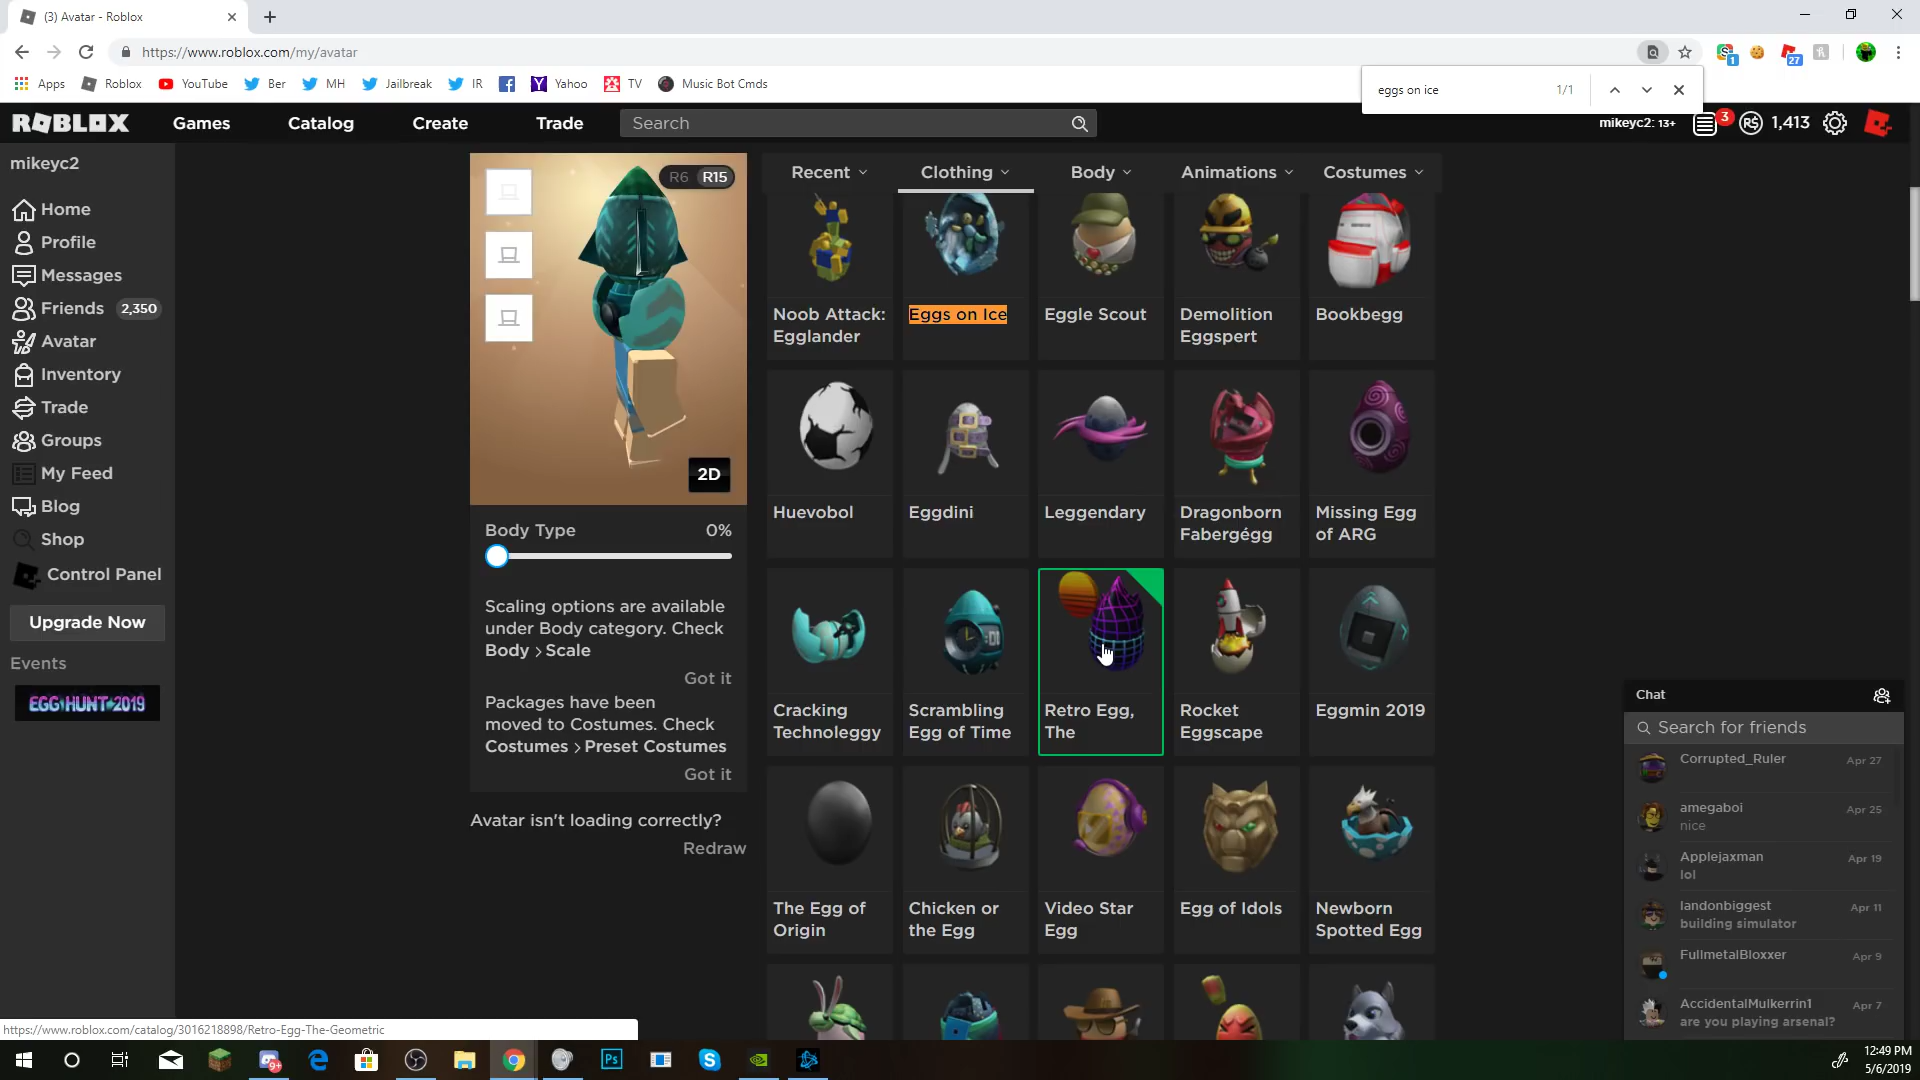 (3) Avatar - Roblox
https://www.roblox.com/my/avatar
1
27
Apps
Roblox
YouTube
Ber
MH
Jailbreak
IR
Yahoo
TV
Music Bot Cmds
eggs on ice
1/1
ROBLOX
Games
Catalog
Create
Trade
Search
mikeyc2: 13+
3
R$
1,413
mikeyc2
Home
Profile
Messages
Friends
2,350
Avatar
Inventory
Trade
Groups
My Feed
Blog
Shop
Control Panel
Upgrade Now
Events
EGG HUNT 2019
R6
R15
2D
Body Type
0%
Scaling options are available
under Body category. Check
Body > Scale
Got it
Packages have been
moved to Costumes. Check
Costumes > Preset Costumes
Got it
Avatar isn't loading correctly?
Redraw
Recent
Clothing
Body
Animations
Costumes
Noob Attack:
Egglander
Eggs on Ice
Eggle Scout
Demolition
Eggspert
Bookbegg
Huevobol
Eggdini
Leggendary
Dragonborn
Fabergégg
Missing Egg
of ARG
Cracking
Technoleggy
Scrambling
Egg of Time
Retro Egg,
The
Rocket
Eggscape
Eggmin 2019
The Egg of
Origin
Chicken or
the Egg
Video Star
Egg
Egg of Idols
Newborn
Spotted Egg
Chat
Search for friends
Corrupted_Ruler
Apr 27
amegaboi
Apr 25
nice
Applejaxman
Apr 19
lol
landonbiggest
Apr 11
building simulator
FullmetalBloxxer
Apr 9
AccidentalMulkerrin1
Apr 7
are you playing arsenal?
https://www.roblox.com/catalog/3016218898/Retro-Egg-The-Geometric
9+
Ps
12:49 PM
5/6/2019